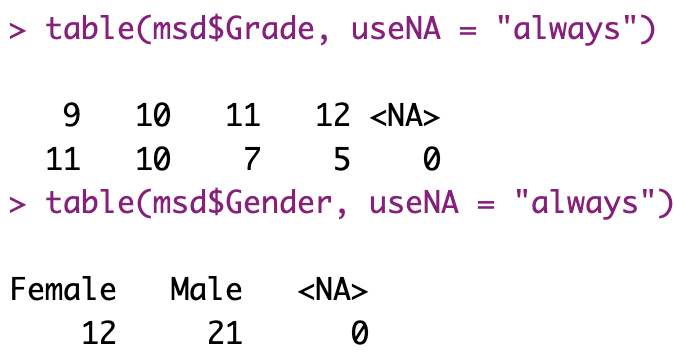 > table(msd$Grade, useNA = "always")
9 10 11 12 <NA>
11 10 7 5 0
> table(msd$Gender, useNA = "always")
Female Male <NA>
12 21 0